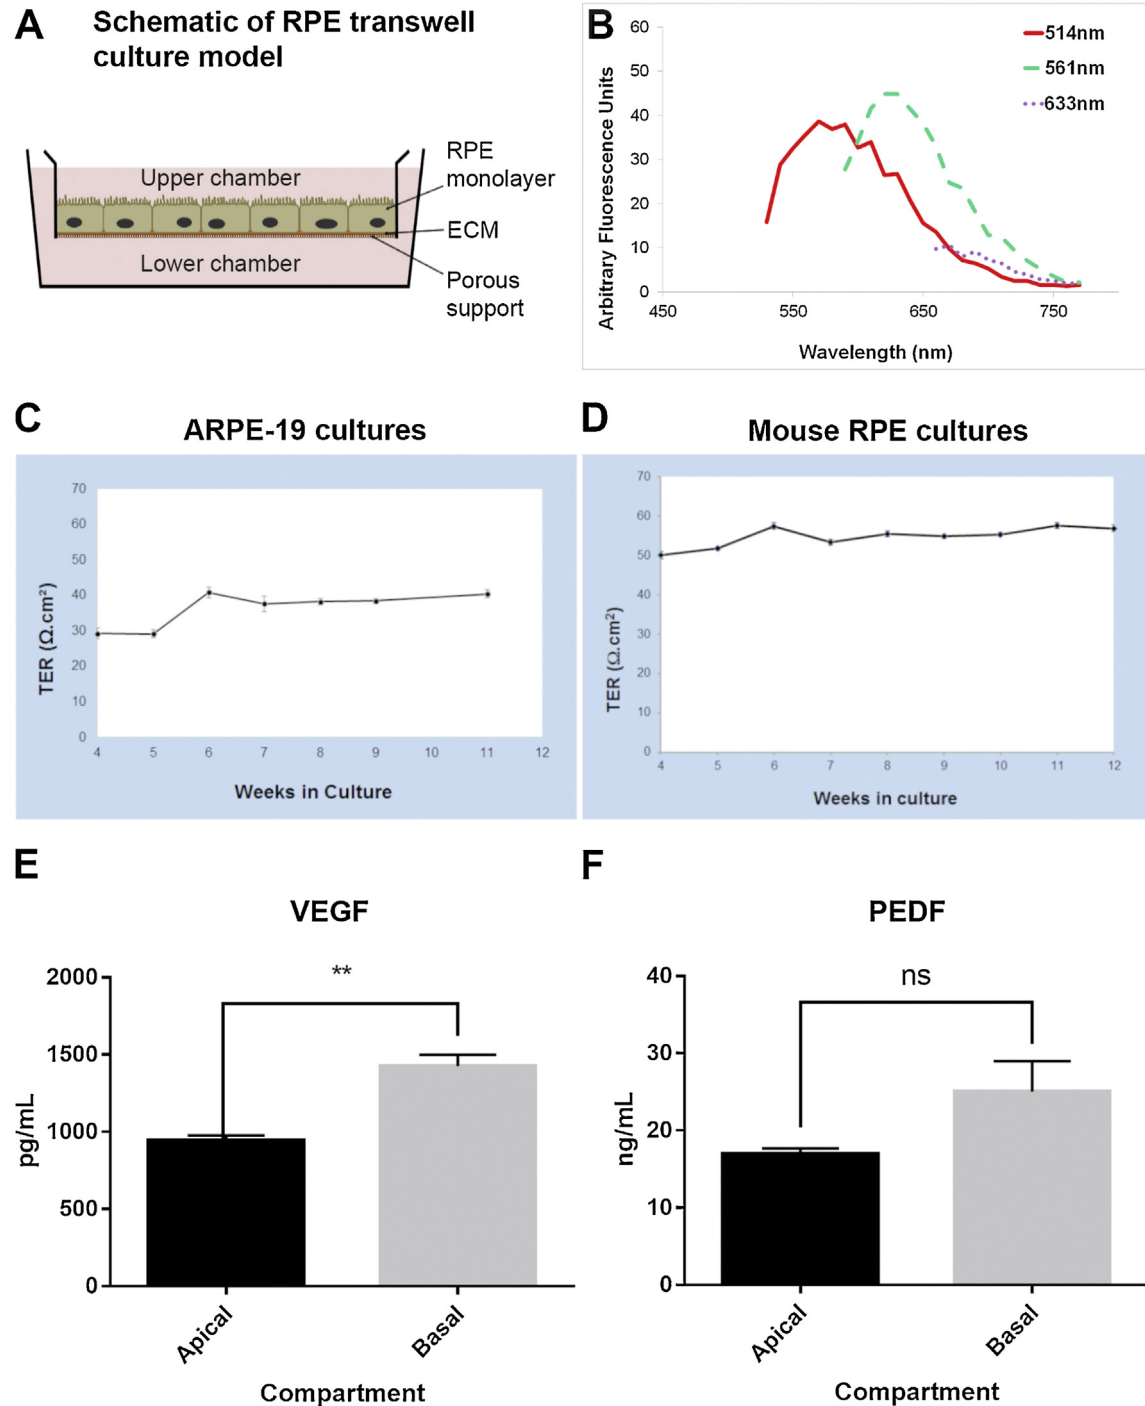 A
Schematic of RPE transwell
culture model
Upper chamber
Lower chamber
RPE
monolayer
ECM
Porous
support
B
Arbitrary Fluorescence Units
60
50
40
30
20
10
0
450
550
650
750
Wavelength (nm)
514nm
561nm
633nm
C
ARPE-19 cultures
TER (Ω.cm²)
70
60
50
40
30
20
10
0
4
5
6
7
8
9
10
11
12
Weeks in Culture
D
Mouse RPE cultures
TER (Ω.cm²)
70
60
50
40
30
20
10
0
4
5
6
7
8
9
10
11
12
Weeks in culture
E
VEGF
**
pg/mL
2000
1500
1000
500
0
Apical
Basal
Compartment
F
PEDF
ns
ng/mL
40
30
20
10
0
Apical
Basal
Compartment